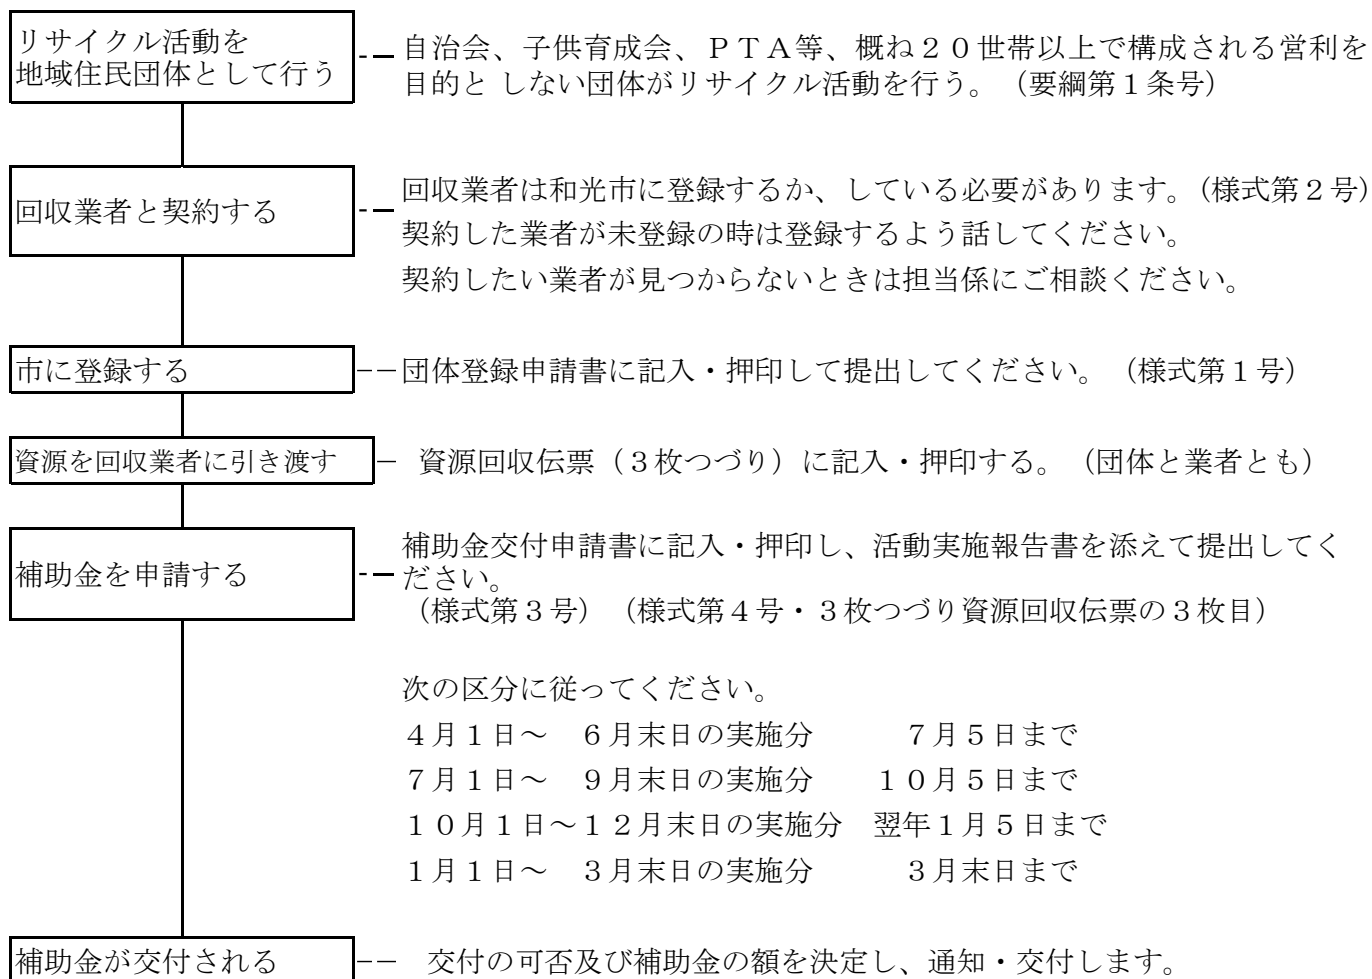 リサイクル活動を
地域住民団体として行う
自治会、子供育成会、ＰＴＡ等、概ね２０世帯以上で構成される営利を
目的と しない団体がリサイクル活動を行う。（要綱第１条号）
回収業者と契約する
回収業者は和光市に登録するか、している必要があります。（様式第２号）
契約した業者が未登録の時は登録するよう話してください。
契約したい業者が見つからないときは担当係にご相談ください。
市に登録する
団体登録申請書に記入・押印して提出してください。（様式第１号）
資源を回収業者に引き渡す
資源回収伝票（３枚つづり）に記入・押印する。（団体と業者とも）
補助金を申請する
補助金交付申請書に記入・押印し、活動実施報告書を添えて提出してく
ださい。
（様式第３号）（様式第４号・３枚つづり資源回収伝票の３枚目）
次の区分に従ってください。
４月１日～　６月末日の実施分　　　７月５日まで
７月１日～　９月末日の実施分　　１０月５日まで
１０月１日～１２月末日の実施分　翌年１月５日まで
１月１日～　３月末日の実施分　　　３月末日まで
補助金が交付される
交付の可否及び補助金の額を決定し、通知・交付します。